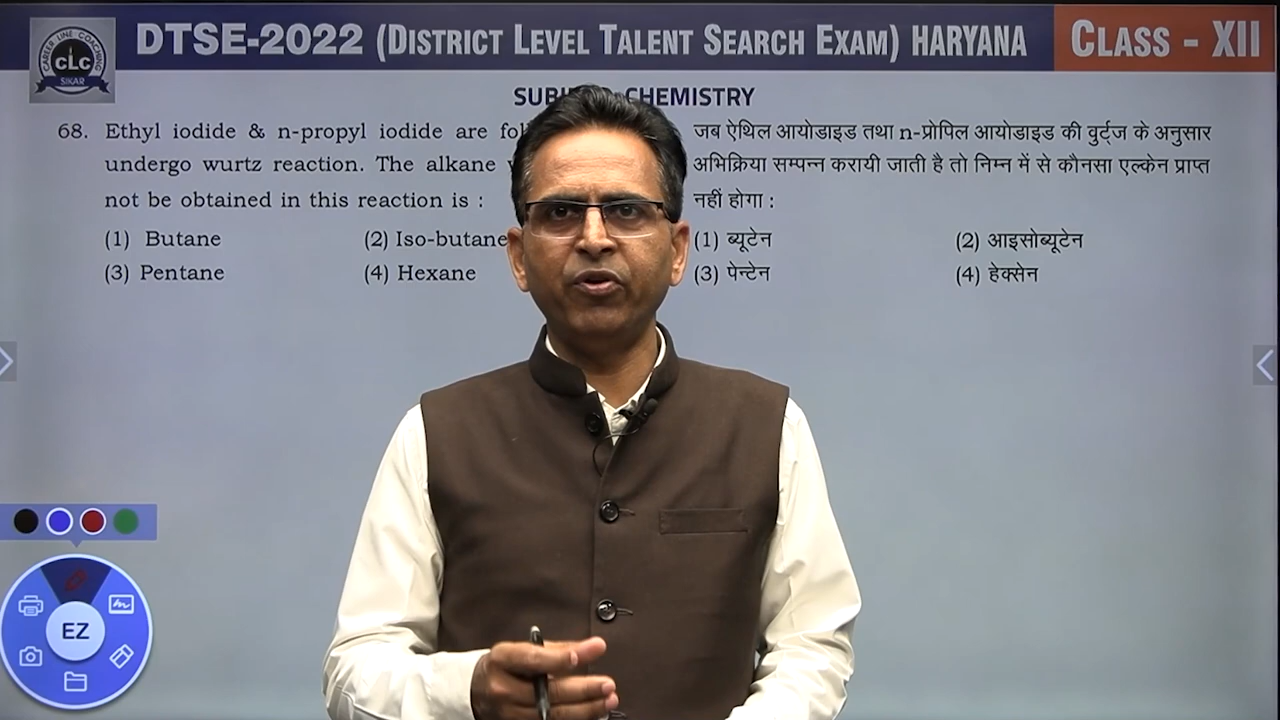 DTSE-2022 (DISTRICT LEVEL TALENT SEARCH EXAM) HARYANA
CLASS - XII
CAREER LINE COACHING
CLC
SIKAR
CHEMISTRY
68. Ethyl iodide & n-propyl iodide are
undergo wurtz reaction. The alkane
not be obtained in this reaction is :
(1) Butane (2) Iso-butane
(3) Pentane (4) Hexane
जब ऐथिल आयोडाइड तथा n-प्रोपिल आयोडाइड की वुर्ट्ज के अनुसार
अभिक्रिया सम्पन्न करायी जाती है तो निम्न में से कौनसा एल्केन प्राप्त
नहीं होगा :
(1) ब्यूटेन (2) आइसोब्यूटेन
(3) पेन्टेन (4) हेक्सेन
EZ